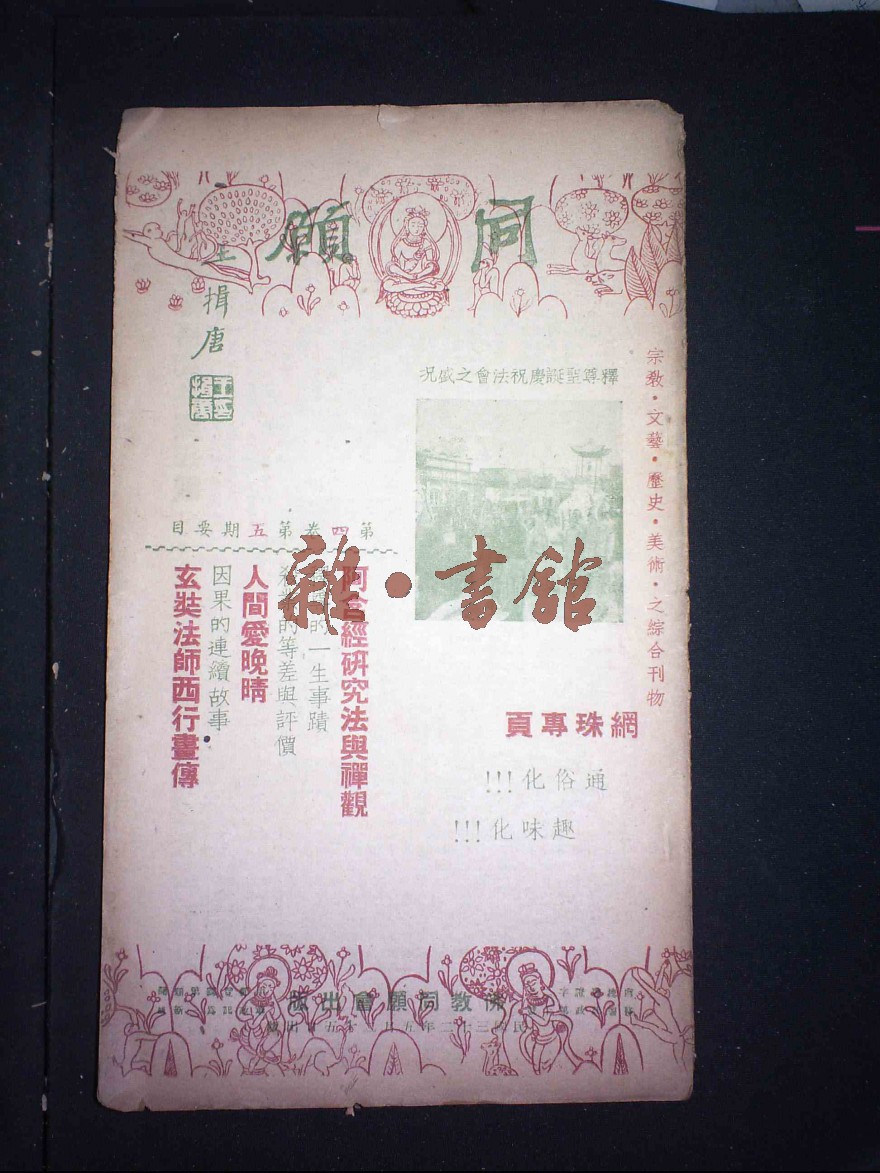 同願
王揖唐
宗教・文藝・歷史・美術・之綜合刊物
釋尊聖誕慶祝法會之盛況
網珠專頁
通俗化!!!
趣味化!!!
第四卷第五期要目
阿含經研究法與禪觀
的一生事蹟
的等差與評價
人間愛晚晴
因果的連續故事
玄奘法師西行畫傳
雜・書館
佛教同願會出版